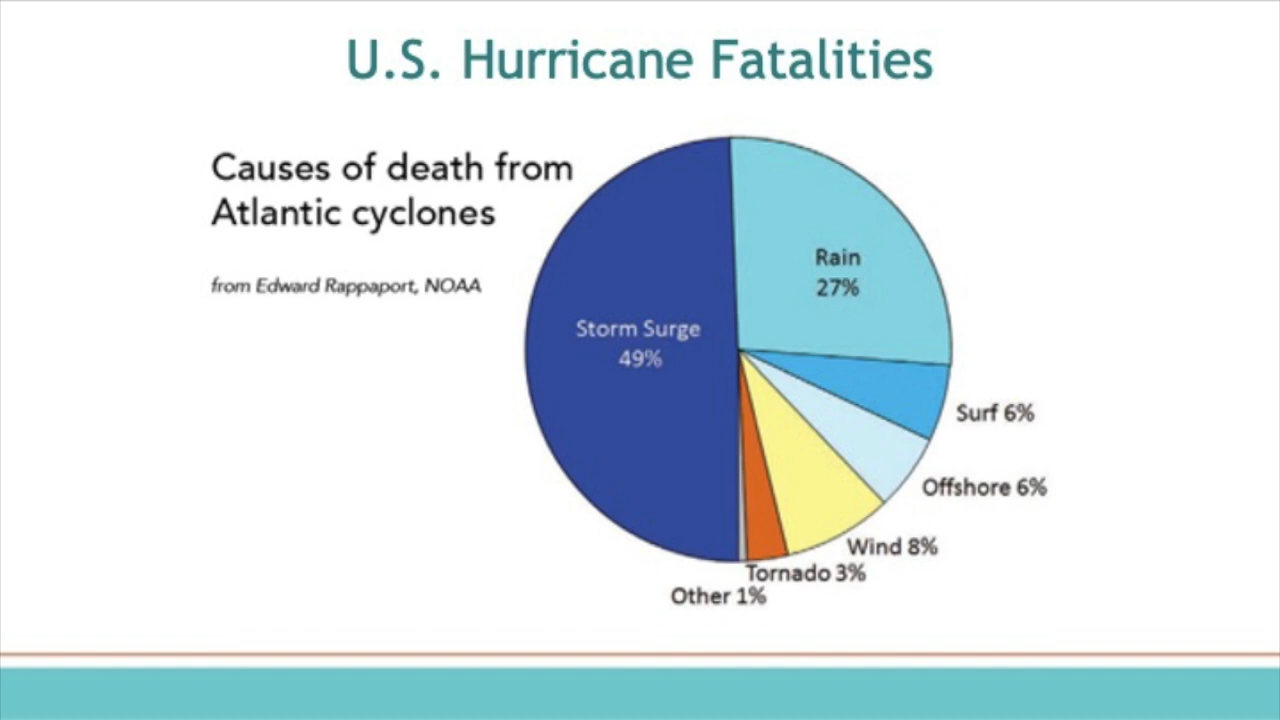 U.S. Hurricane Fatalities
Causes of death from
Atlantic cyclones
from Edward Rappaport, NOAA
Rain
27%
Storm Surge
49%
Surf 6%
Offshore 6%
Wind 8%
Tornado 3%
Other 1%